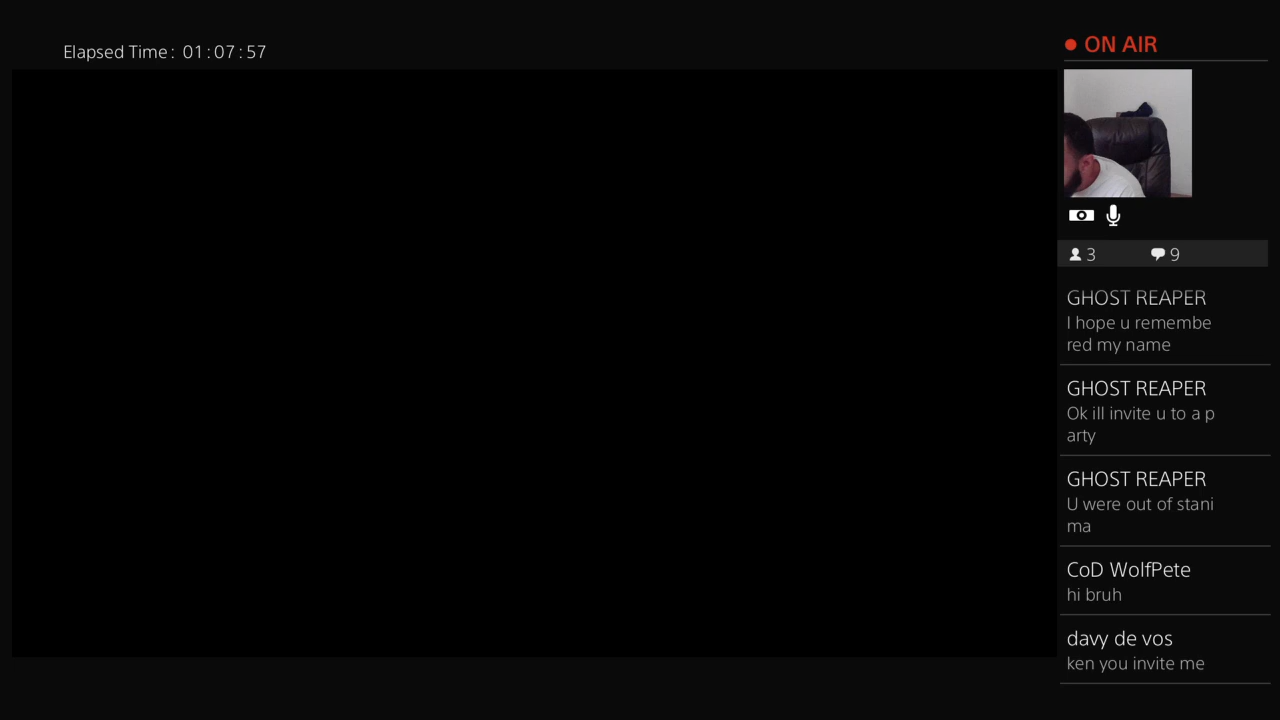 Elapsed Time: 01:07:57
ON AIR
3 9
GHOST REAPER
I hope u remembe
red my name
GHOST REAPER
Ok ill invite u to a p
arty
GHOST REAPER
U were out of stani
ma
CoD WolfPete
hi bruh
davy de vos
ken you invite me